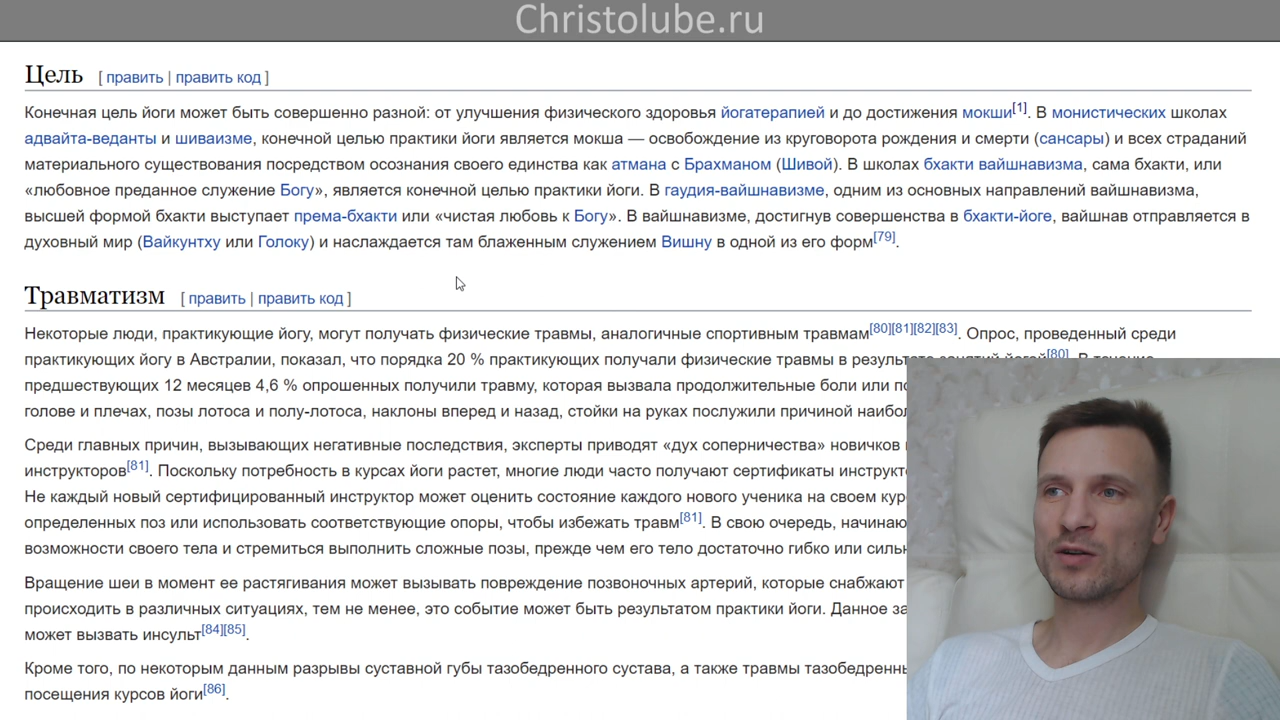 Christolube.ru
Цель [ править | править код ]
Конечная цель йоги может быть совершенно разной: от улучшения физического здоровья йогатерапией и до достижения мокши[1]. В монистических школах
адвайта-веданты и шиваизме, конечной целью практики йоги является мокша — освобождение из круговорота рождения и смерти (сансары) и всех страданий
материального существования посредством осознания своего единства как атмана с Брахманом (Шивой). В школах бхакти вайшнавизма, сама бхакти, или
«любовное преданное служение Богу», является конечной целью практики йоги. В гаудия-вайшнавизме, одним из основных направлений вайшнавизма,
высшей формой бхакти выступает према-бхакти или «чистая любовь к Богу». В вайшнавизме, достигнув совершенства в бхакти-йоге, вайшнав отправляется в
духовный мир (Вайкунтху или Голоку) и наслаждается там блаженным служением Вишну в одной из его форм[79].
Травматизм [ править | править код ]
Некоторые люди, практикующие йогу, могут получать физические травмы, аналогичные спортивным травмам[80][81][82][83]. Опрос, проведенный среди
практикующих йогу в Австралии, показал, что порядка 20 % практикующих получали физические травмы в результате занятий йогой[80]. В течение
предшествующих 12 месяцев 4,6 % опрошенных получили травму, которая вызвала продолжительные боли или
голове и плечах, позы лотоса и полу-лотоса, наклоны вперед и назад, стойки на руках послужили причиной
Среди главных причин, вызывающих негативные последствия, эксперты приводят «дух соперничества» новичков
инструкторов[81]. Поскольку потребность в курсах йоги растет, многие люди часто получают сертификаты
Не каждый новый сертифицированный инструктор может оценить состояние каждого нового ученика на своем
определенных поз или использовать соответствующие опоры, чтобы избежать травм[81]. В свою очередь,
возможности своего тела и стремиться выполнить сложные позы, прежде чем его тело достаточно гибко или
Вращение шеи в момент ее растягивания может вызывать повреждение позвоночных артерий, которые снабжают
происходить в различных ситуациях, тем не менее, это событие может быть результатом практики йоги. Данное
может вызвать инсульт[84][85].
Кроме того, по некоторым данным разрывы суставной губы тазобедренного сустава, а также травмы
посещения курсов йоги[86].